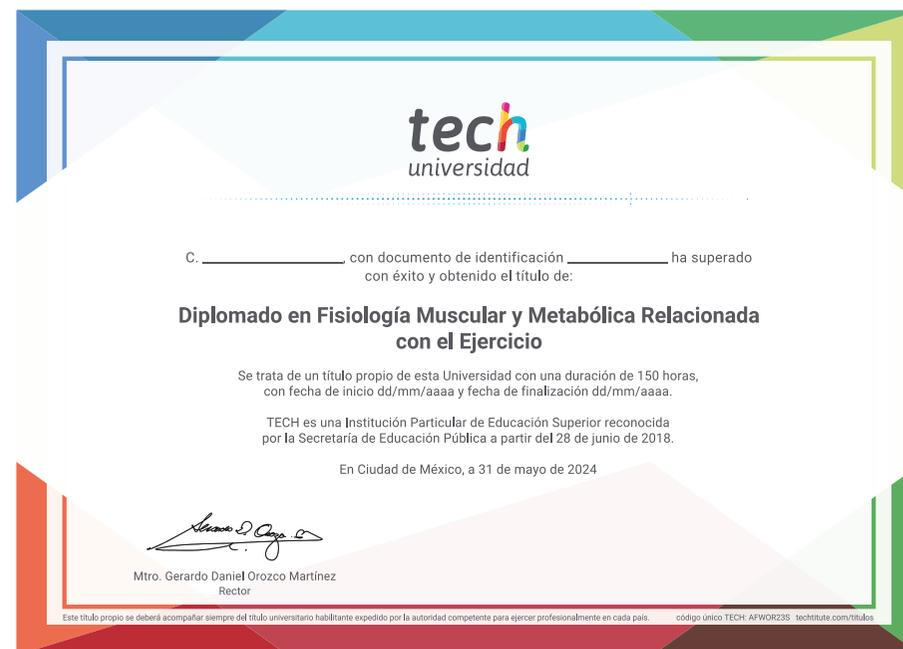 tech
universidad
C. ____________, con documento de identificación ____________ ha superado
con éxito y obtenido el título de:
Diplomado en Fisiología Muscular y Metabólica Relacionada
con el Ejercicio
Se trata de un título propio de esta Universidad con una duración de 150 horas,
con fecha de inicio dd/mm/aaaa y fecha de finalización dd/mm/aaaa.
TECH es una Institución Particular de Educación Superior reconocida
por la Secretaría de Educación Pública a partir del 28 de junio de 2018.
En Ciudad de México, a 31 de mayo de 2024
Mtro. Gerardo Daniel Orozco Martínez
Rector
Este título propio se deberá acompañar siempre del título universitario habilitante expedido por la autoridad competente para ejercer profesionalmente en cada país. código único TECH: AFWOR23S techtitute.com/titulos